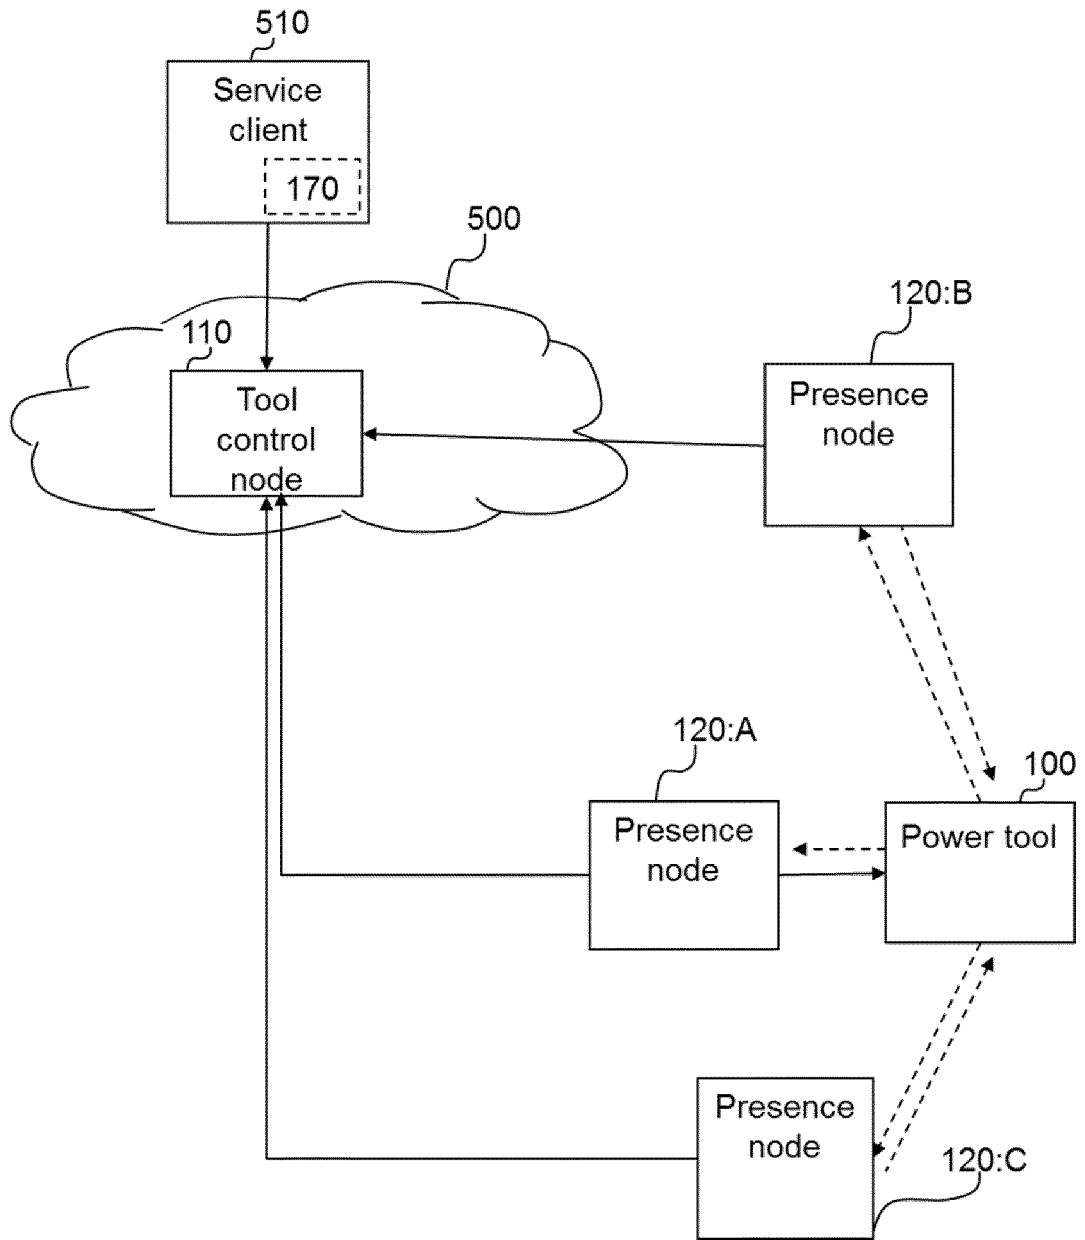 510
Service
client
170
500
110
Tool
control
node
120:B
Presence
node
120:A
Presence
node
100
Power tool
Presence
node
120:C